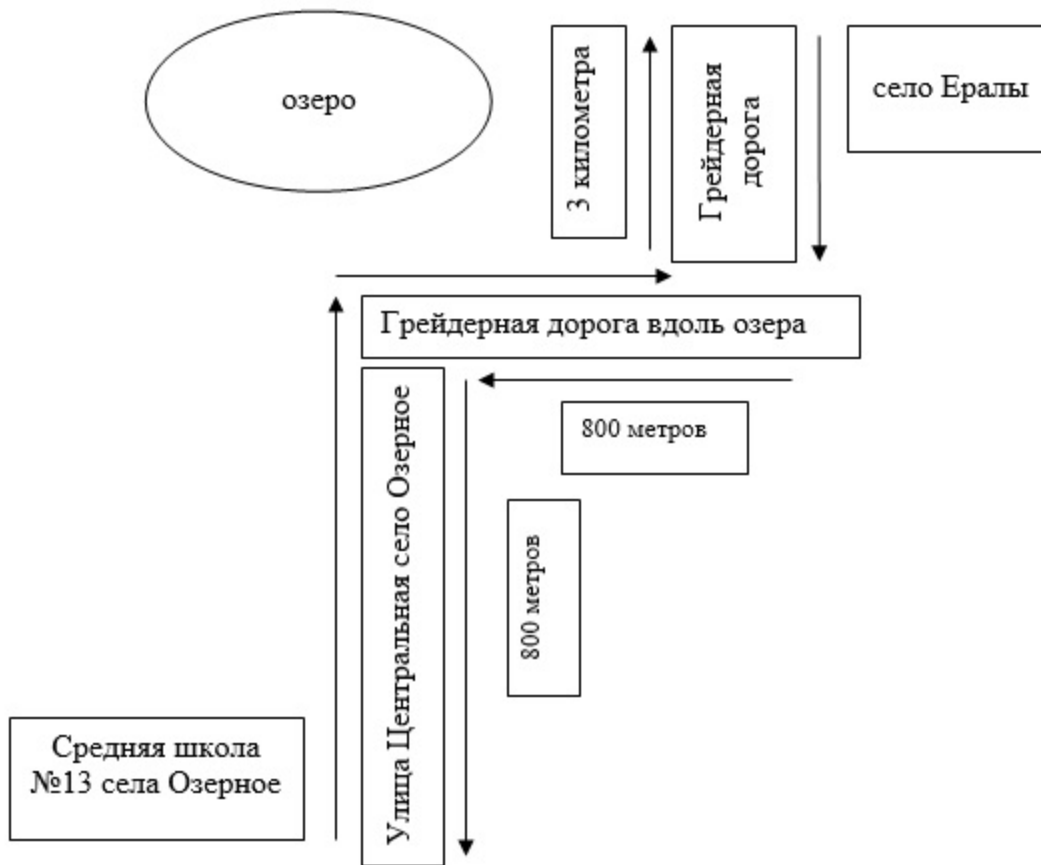 озеро
3 километра
Грейдерная
дорога
село Ералы
Грейдерная дорога вдоль озера
800 метров
Улица Центральная село Озерное
800 метров
Средняя школа
№13 села Озерное